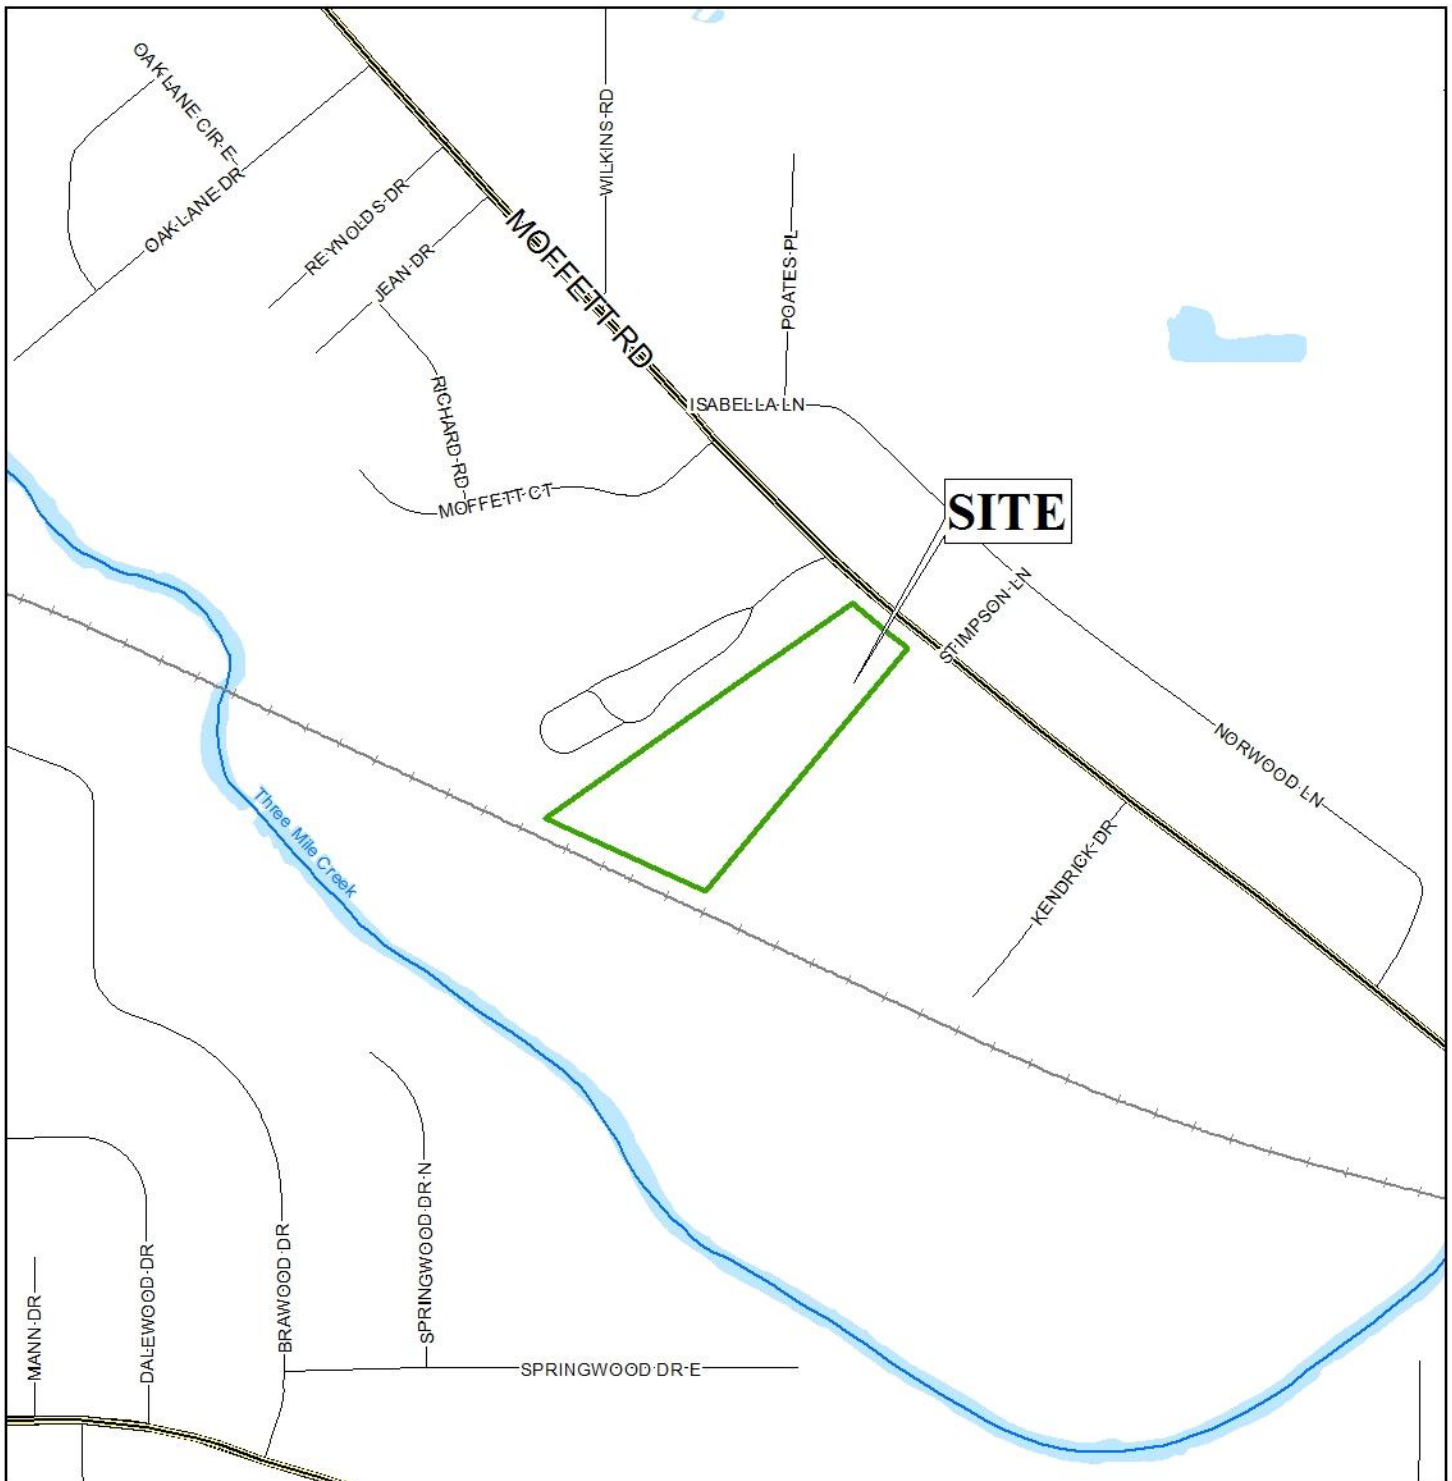 OAK LANE CIR E
OAK LANE DR
REYNOLDS DR
JEAN DR
WILKINS RD
MOFFETT RD
POATES PL
RICHARD RD
ISABELLA LN
MOFFETT CT
SITE
STIMPSON LN
NORWOOD LN
Three Mile Creek
KENDRICK DR
MANN DR
DALEWOOD DR
BRAWOOD DR
SPRINGWOOD DR N
SPRINGWOOD DR E